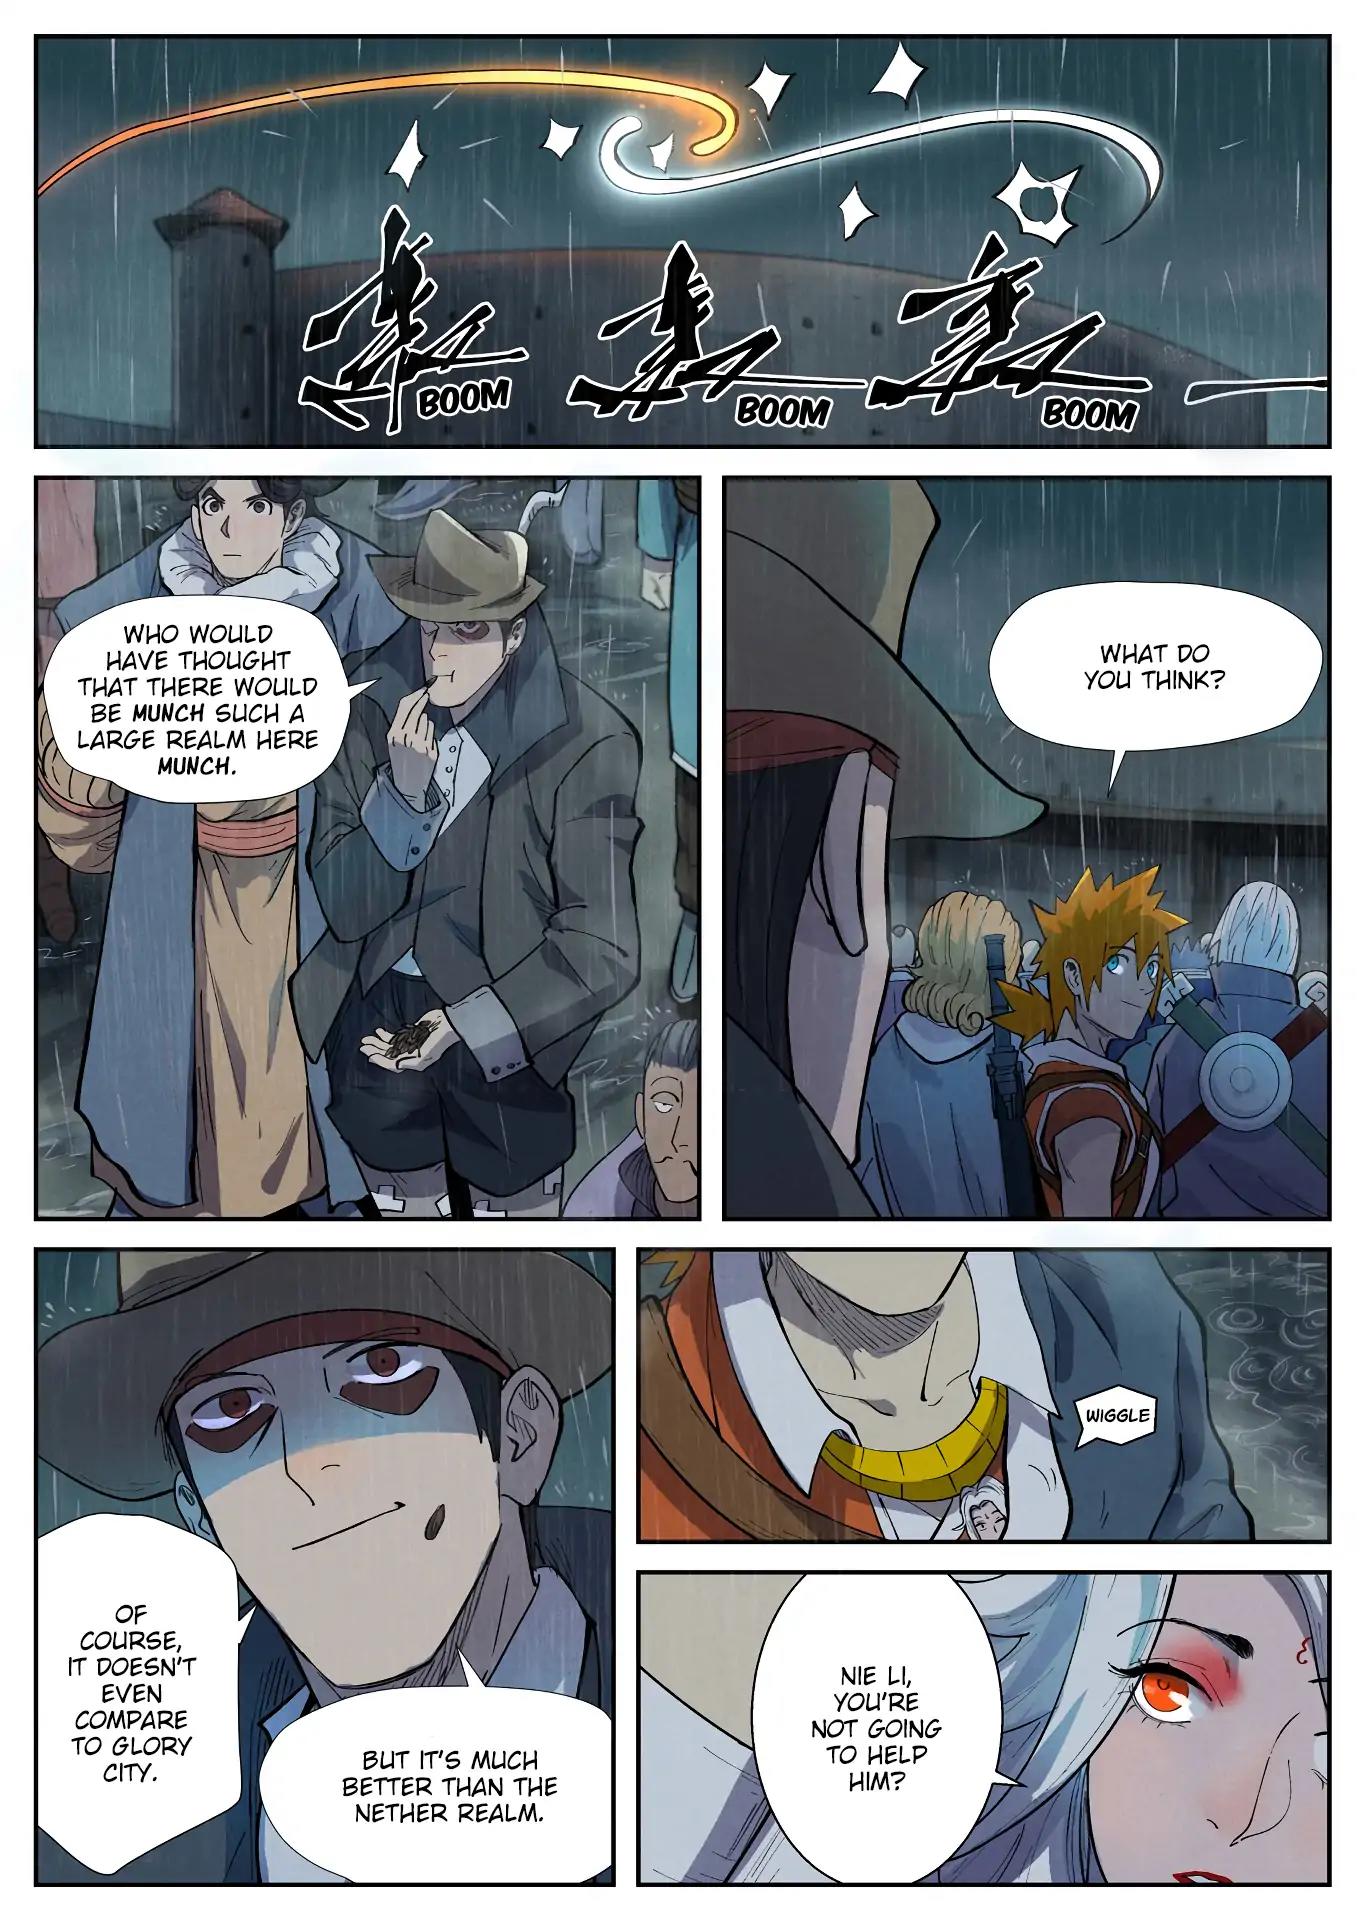 BOOM
BOOM
BOOM
WHO WOULD
HAVE THOUGHT
THAT THERE WOULD
BE MUNCH SUCH A
LARGE REALM HERE
MUNCH.
WHAT DO
YOU THINK?
OF
COURSE,
IT DOESN'T
EVEN
COMPARE
TO GLORY
CITY.
BUT IT'S MUCH
BETTER THAN THE
NETHER REALM.
WIGGLE
NIE LI,
YOU'RE
NOT GOING
TO HELP
HIM?